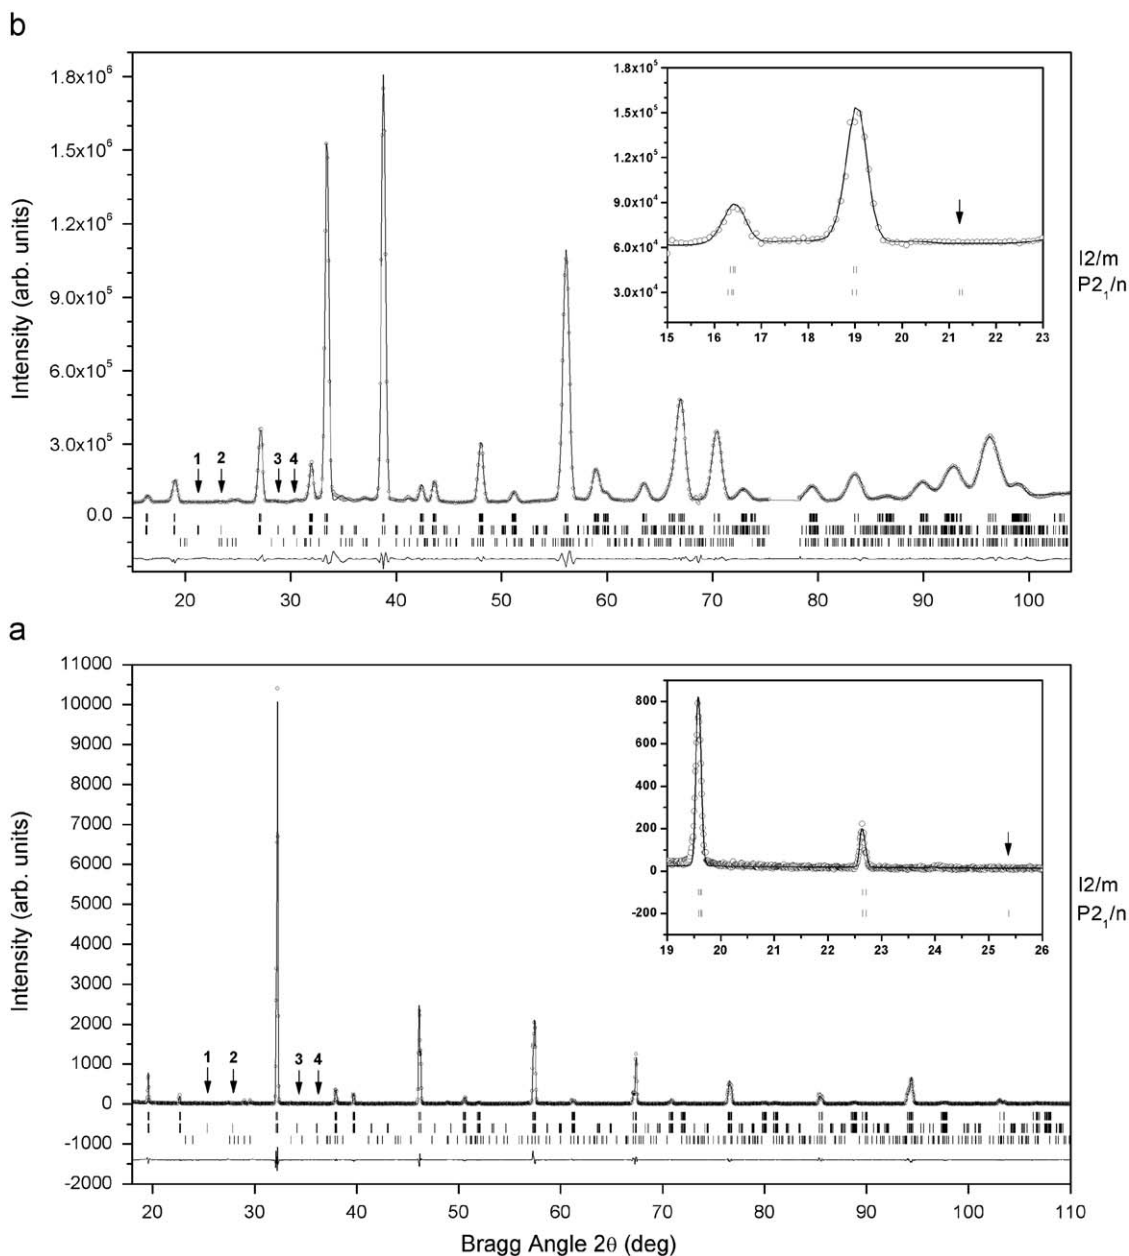 b
1.8x10⁶
1.5x10⁶
1.2x10⁶
9.0x10⁵
6.0x10⁵
3.0x10⁵
0.0
Intensity (arb. units)
1 2 3 4
20 30 40 50 60 70 80 90 100
1.8x10⁵
1.5x10⁵
1.2x10⁵
9.0x10⁴
6.0x10⁴
3.0x10⁴
15 16 17 18 19 20 21 22 23
I2/m
P2₁/n
a
11000
10000
9000
8000
7000
6000
5000
4000
3000
2000
1000
0
-1000
-2000
Intensity (arb. units)
1 2 3 4
20 30 40 50 60 70 80 90 100 110
800
600
400
200
0
-200
19 20 21 22 23 24 25 26
I2/m
P2₁/n
Bragg Angle 2θ (deg)